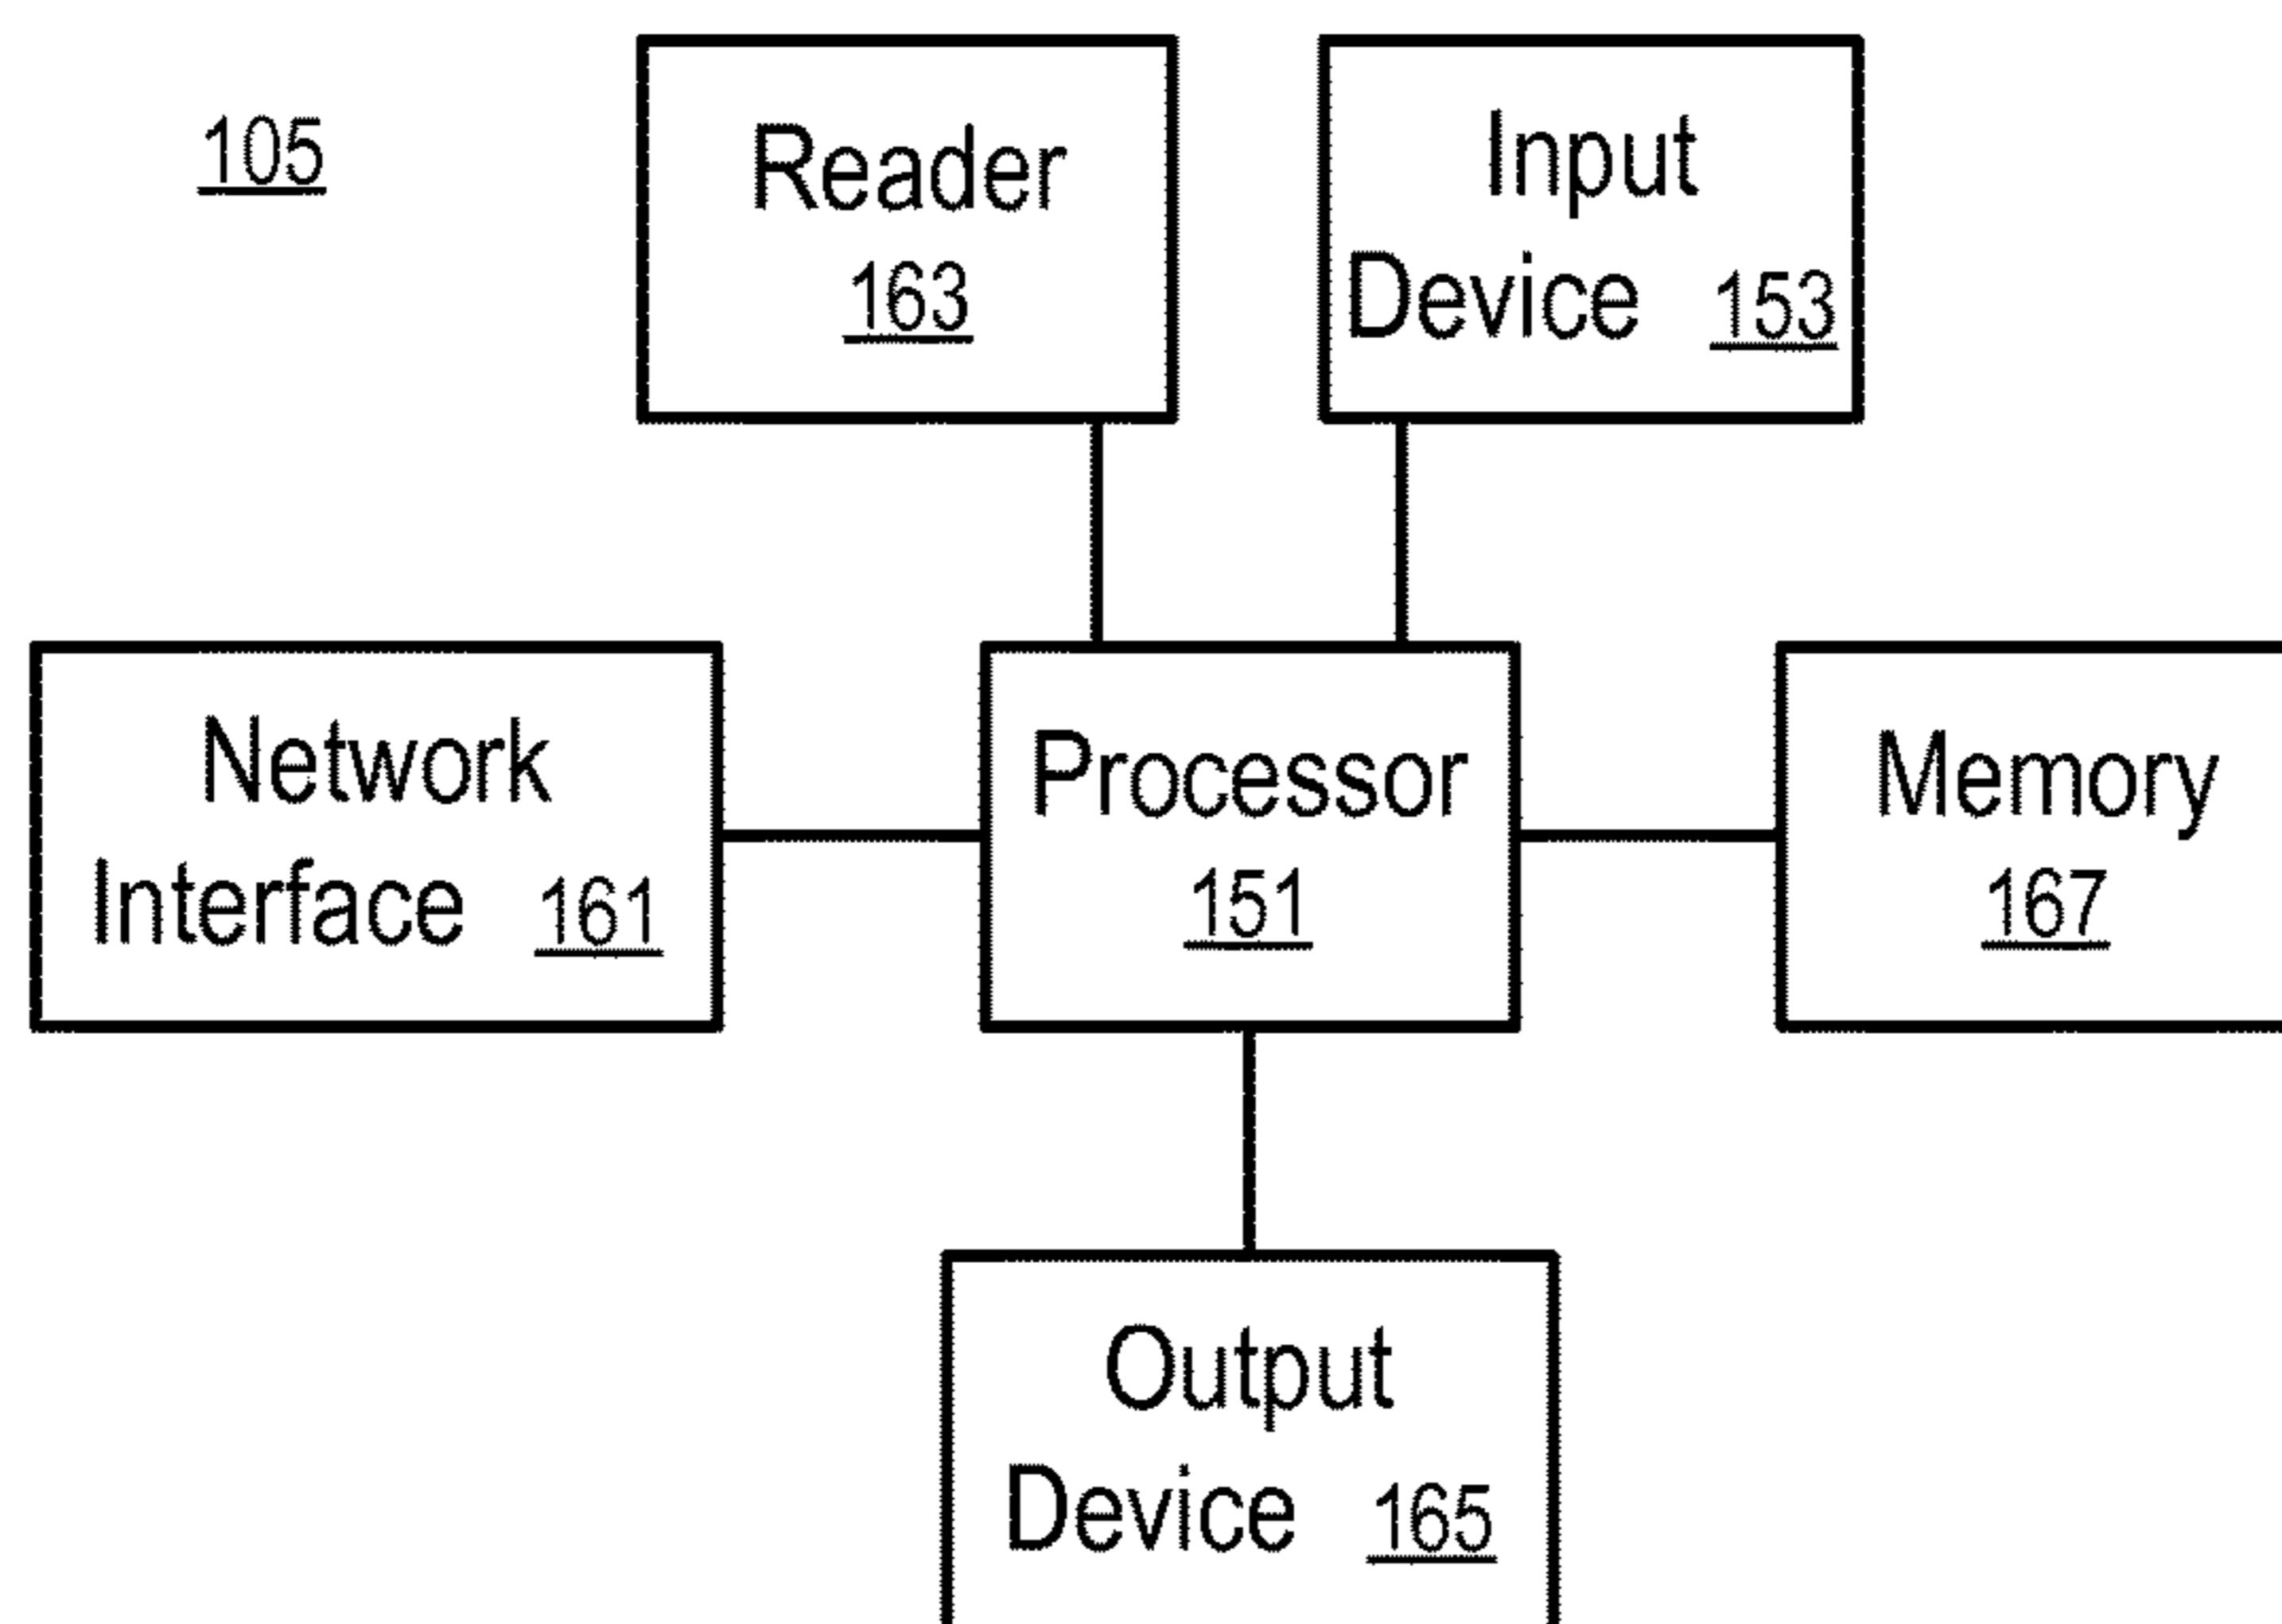 105
Reader
163
Input
Device 153
Network
Interface 161
Processor
151
Memory
167
Output
Device 165